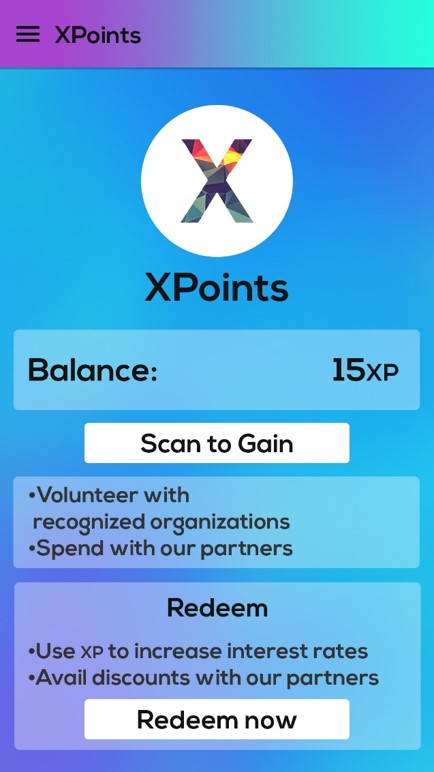 XPoints
X
XPoints
Balance: 15XP
Scan to Gain
•Volunteer with
recognized organizations
•Spend with our partners
Redeem
•Use XP to increase interest rates
•Avail discounts with our partners
Redeem now